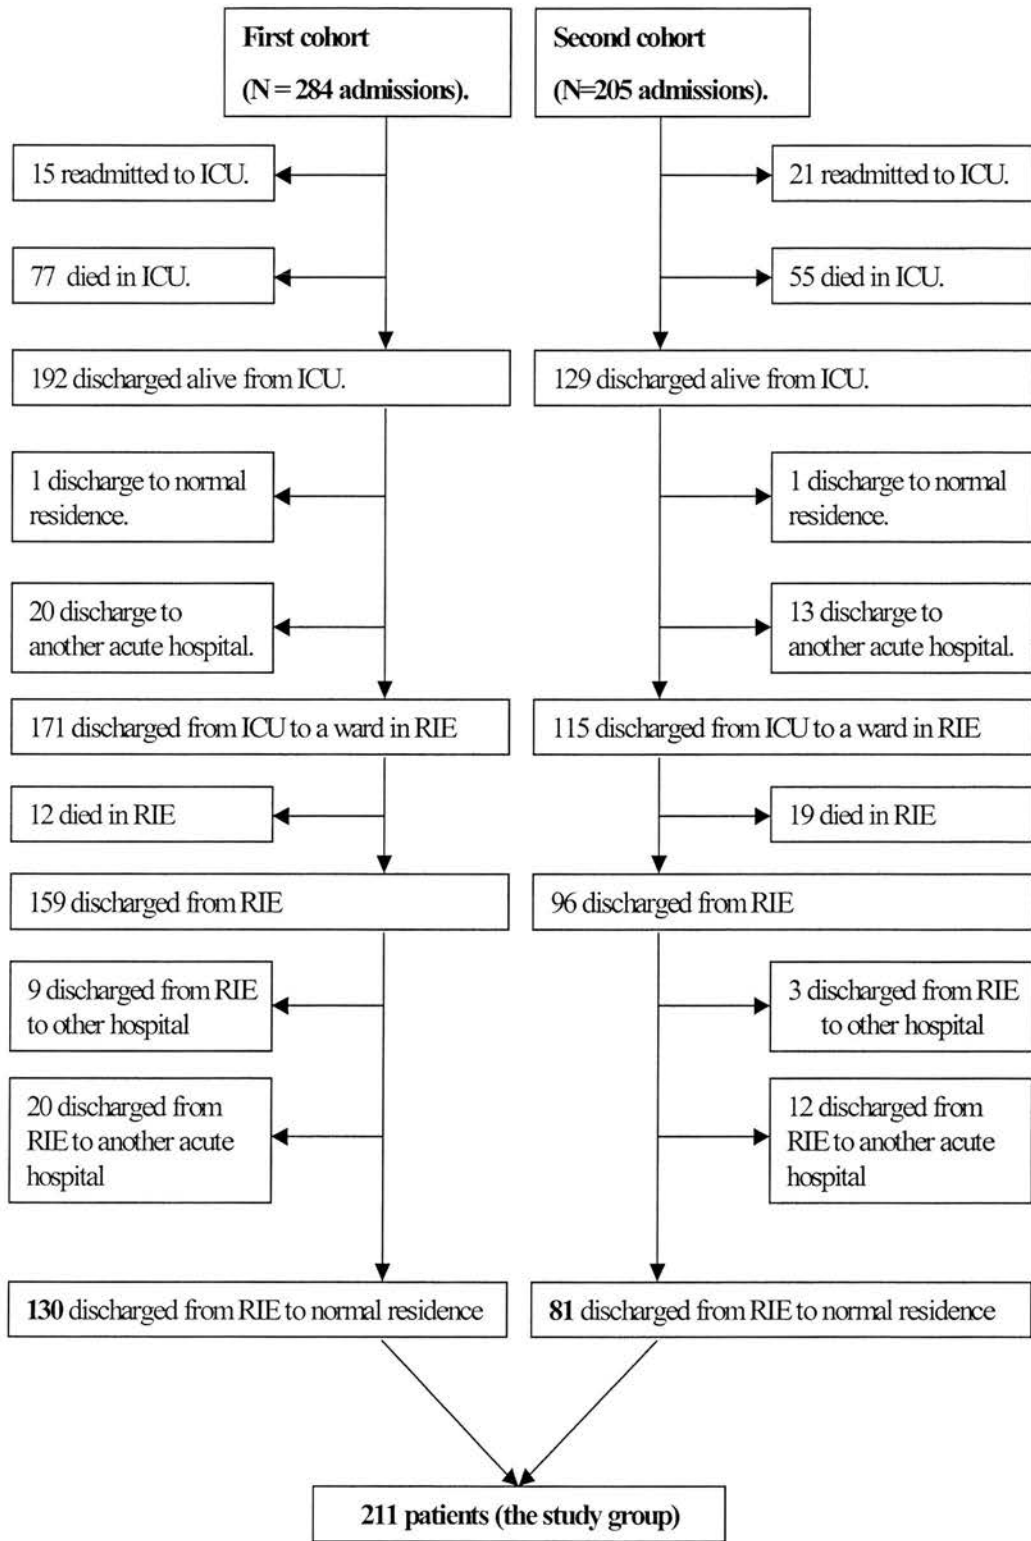 First cohort
(N = 284 admissions).
Second cohort
(N=205 admissions).
15 readmitted to ICU.
21 readmitted to ICU.
77 died in ICU.
55 died in ICU.
192 discharged alive from ICU.
129 discharged alive from ICU.
1 discharge to normal
residence.
1 discharge to normal
residence.
20 discharge to
another acute hospital.
13 discharge to
another acute hospital.
171 discharged from ICU to a ward in RIE
115 discharged from ICU to a ward in RIE
12 died in RIE
19 died in RIE
159 discharged from RIE
96 discharged from RIE
9 discharged from RIE
to other hospital
3 discharged from RIE
to other hospital
20 discharged from
RIE to another acute
hospital
12 discharged from
RIE to another acute
hospital
130 discharged from RIE to normal residence
81 discharged from RIE to normal residence
211 patients (the study group)